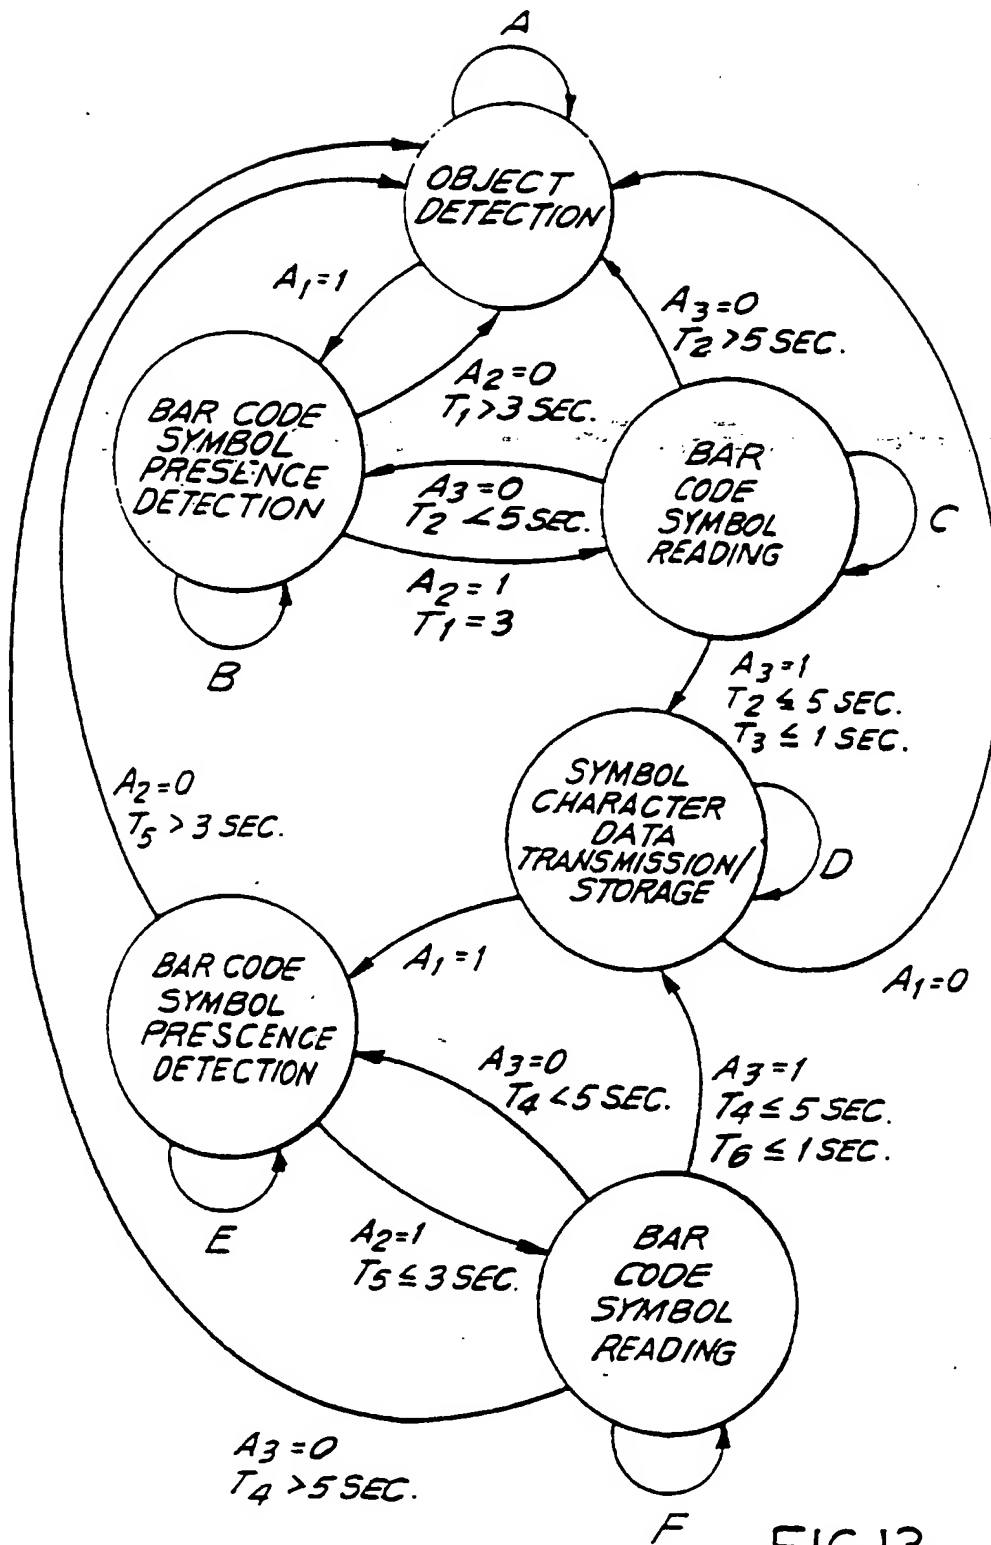 A
OBJECT
DETECTION
A1=1
A3=0
T2>5 SEC.
A2=0
T1>3 SEC.
BAR CODE
SYMBOL
PRESENCE
DETECTION
BAR
CODE
SYMBOL
READING
C
A3=0
T2<5 SEC.
A2=1
T1=3
B
A3=1
T2≤5 SEC.
T3≤1 SEC.
A2=0
T5>3 SEC.
SYMBOL
CHARACTER
DATA
TRANSMISSION/
STORAGE
D
A1=1
A1=0
BAR CODE
SYMBOL
PRESCENCE
DETECTION
A3=0
T4<5 SEC.
A3=1
T4≤5 SEC.
T6≤1 SEC.
E
A2=1
T5≤3 SEC.
BAR
CODE
SYMBOL
READING
A3=0
T4>5 SEC.
F
FIG.13